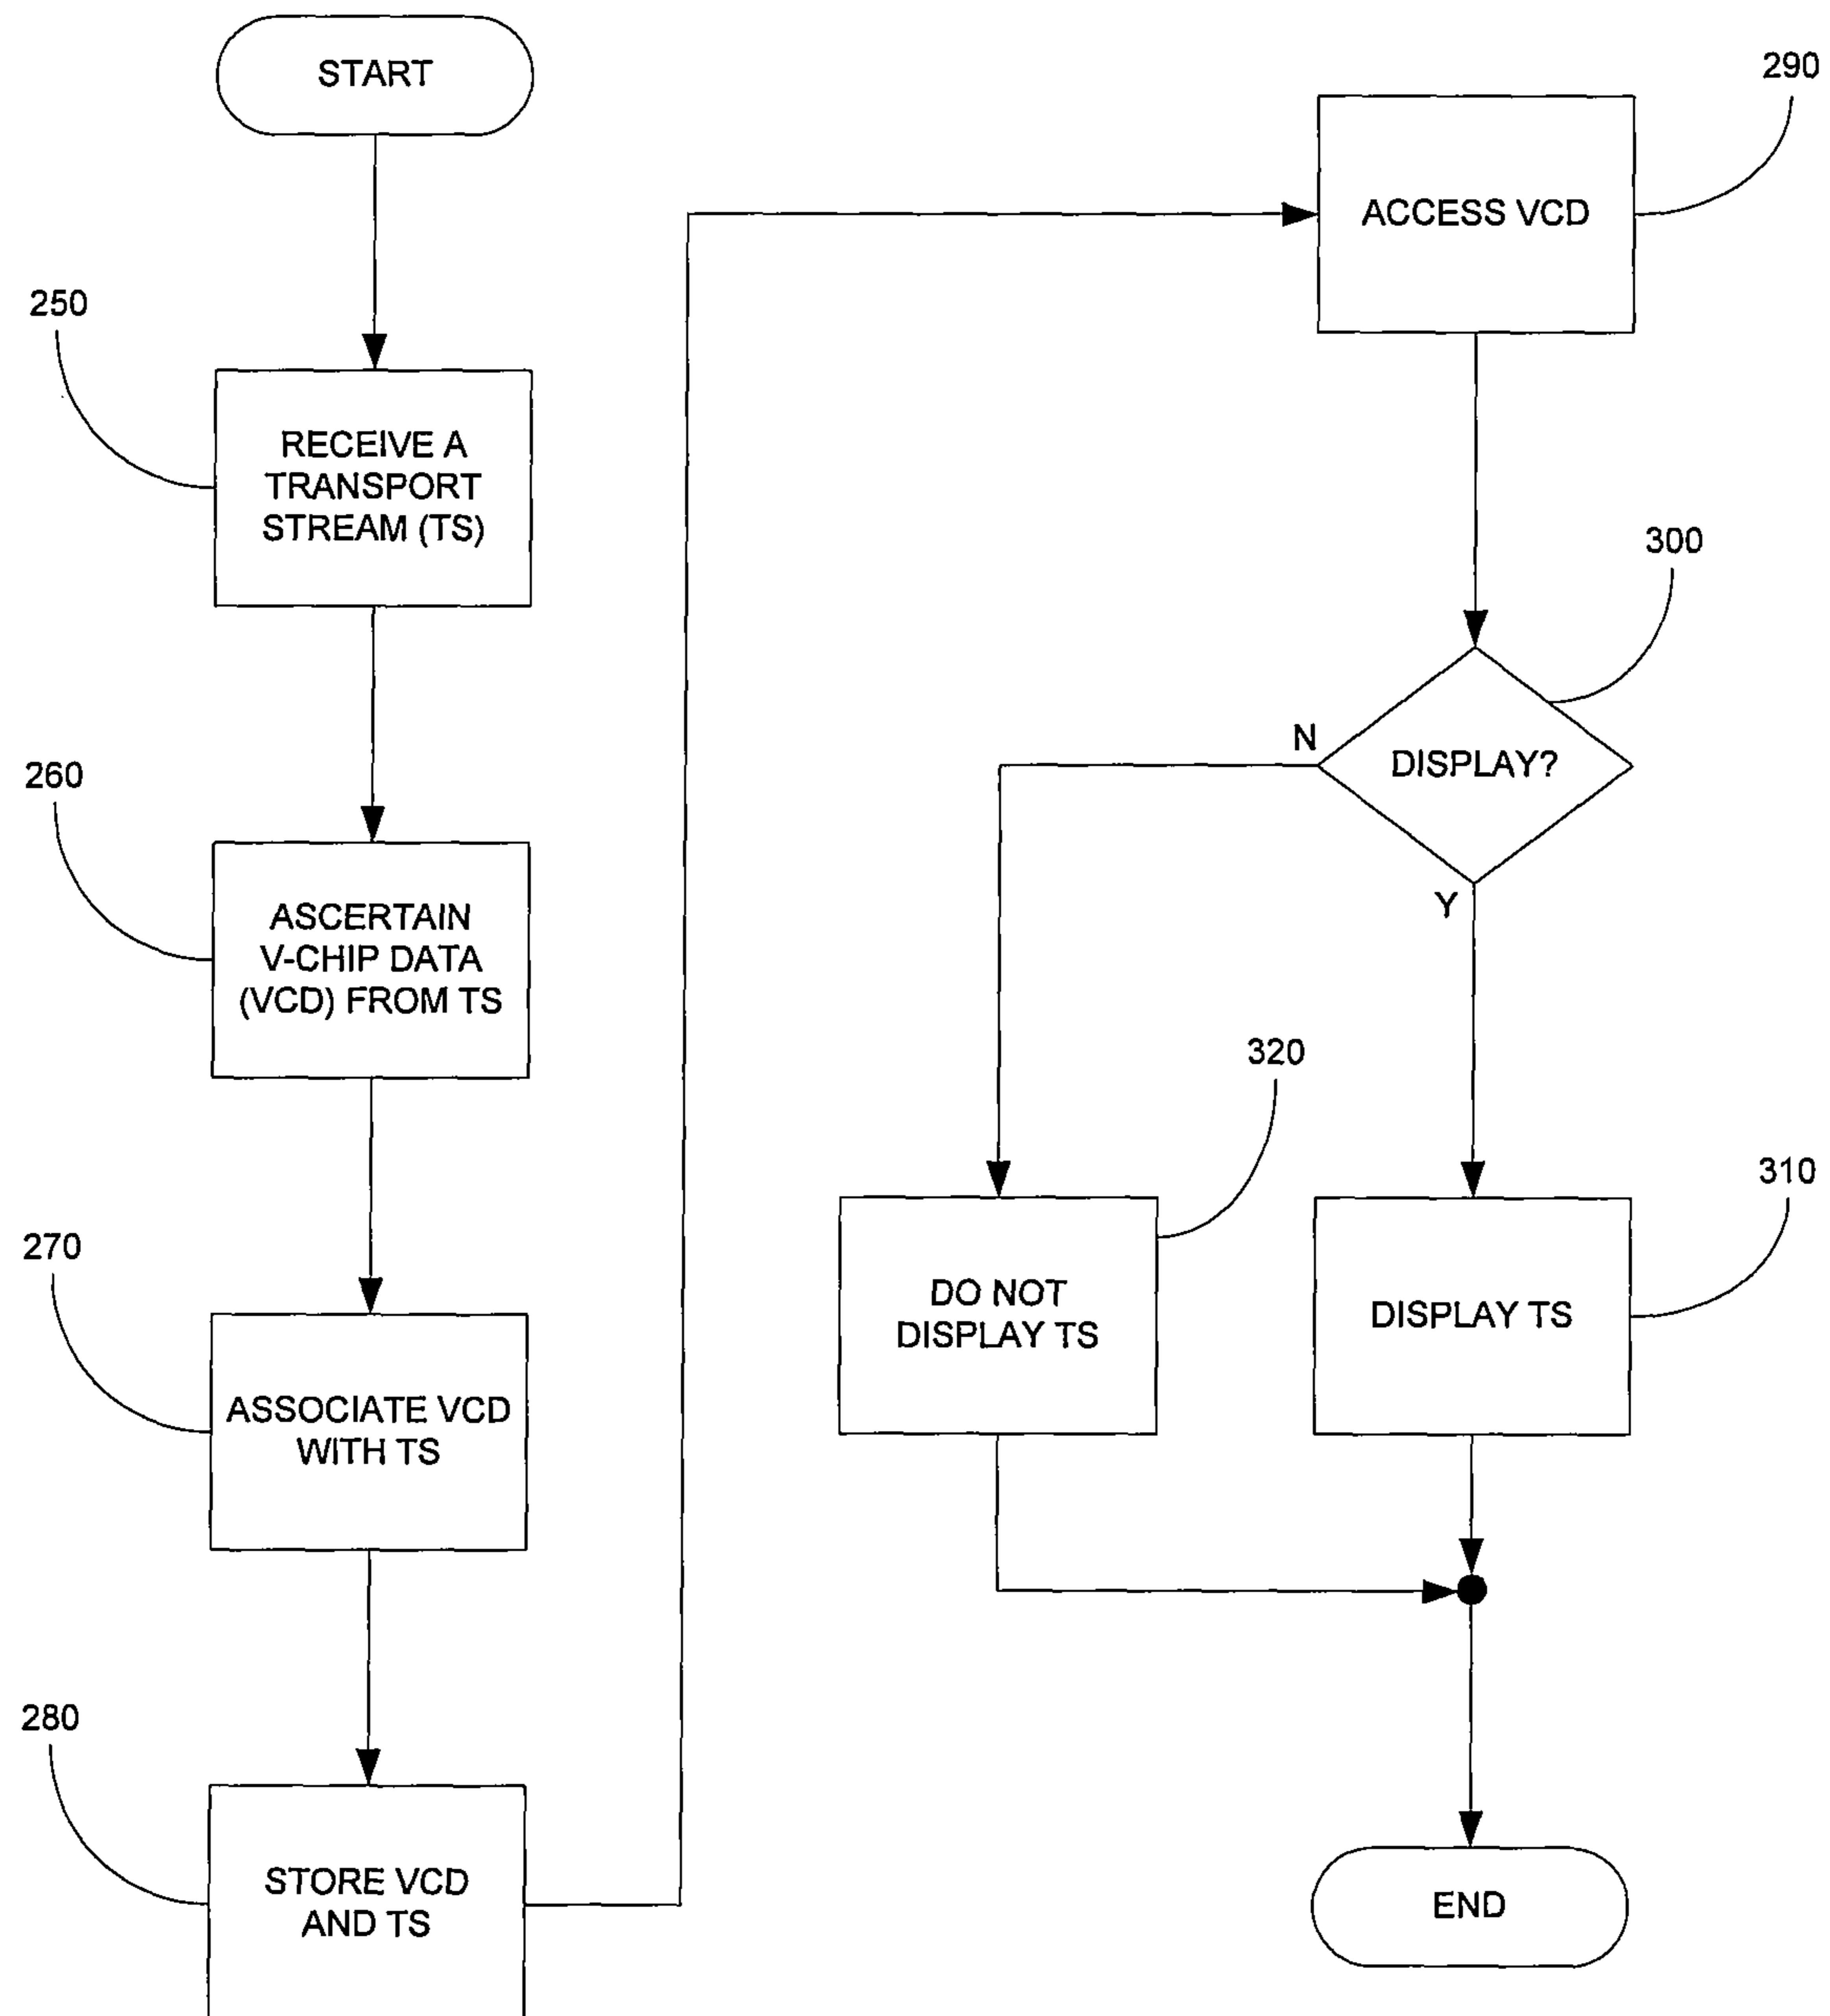 START
250
RECEIVE A
TRANSPORT
STREAM (TS)
260
ASCERTAIN
V-CHIP DATA
(VCD) FROM TS
270
ASSOCIATE VCD
WITH TS
280
STORE VCD
AND TS
290
ACCESS VCD
300
DISPLAY?
N
Y
320
DO NOT
DISPLAY TS
310
DISPLAY TS
END